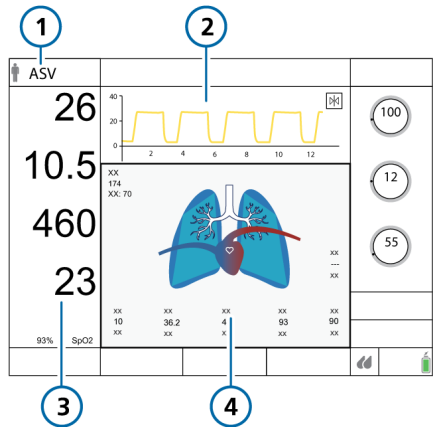 1
2
ASV
26
10.5
460
23
93% SpO2
40
20
0
2 4 6 8 10 12
XX
174
XX: 70
xx
---
xx
xx xx xx xx xx
10 36.2 4 93 90
xx xx x xx xx
100
12
55
3
4